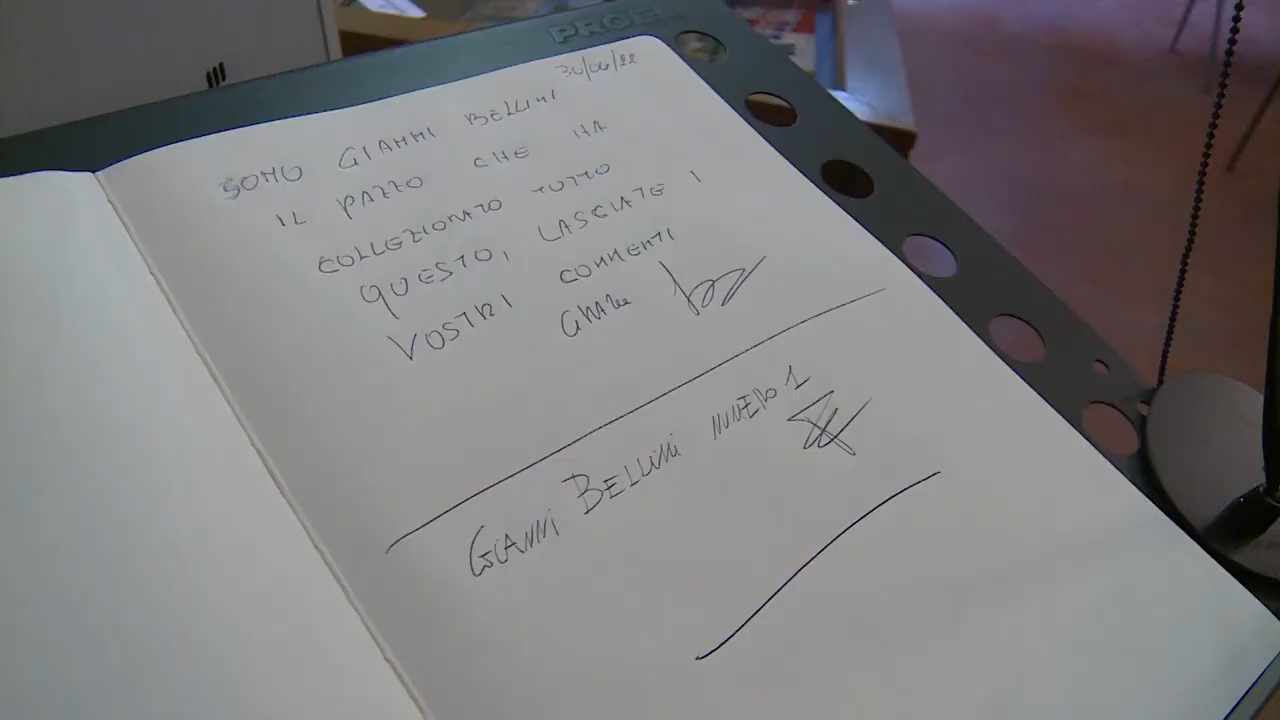 PROF
30/06/22
SONO GIANNI BELLINI
IL PAZZO CHE HA
COLLEZIONATO TUTTO
QUESTO, LASCIATE I
VOSTRI COMMENTI
GRAZIE
GIANNI BELLINI NUMERO 1